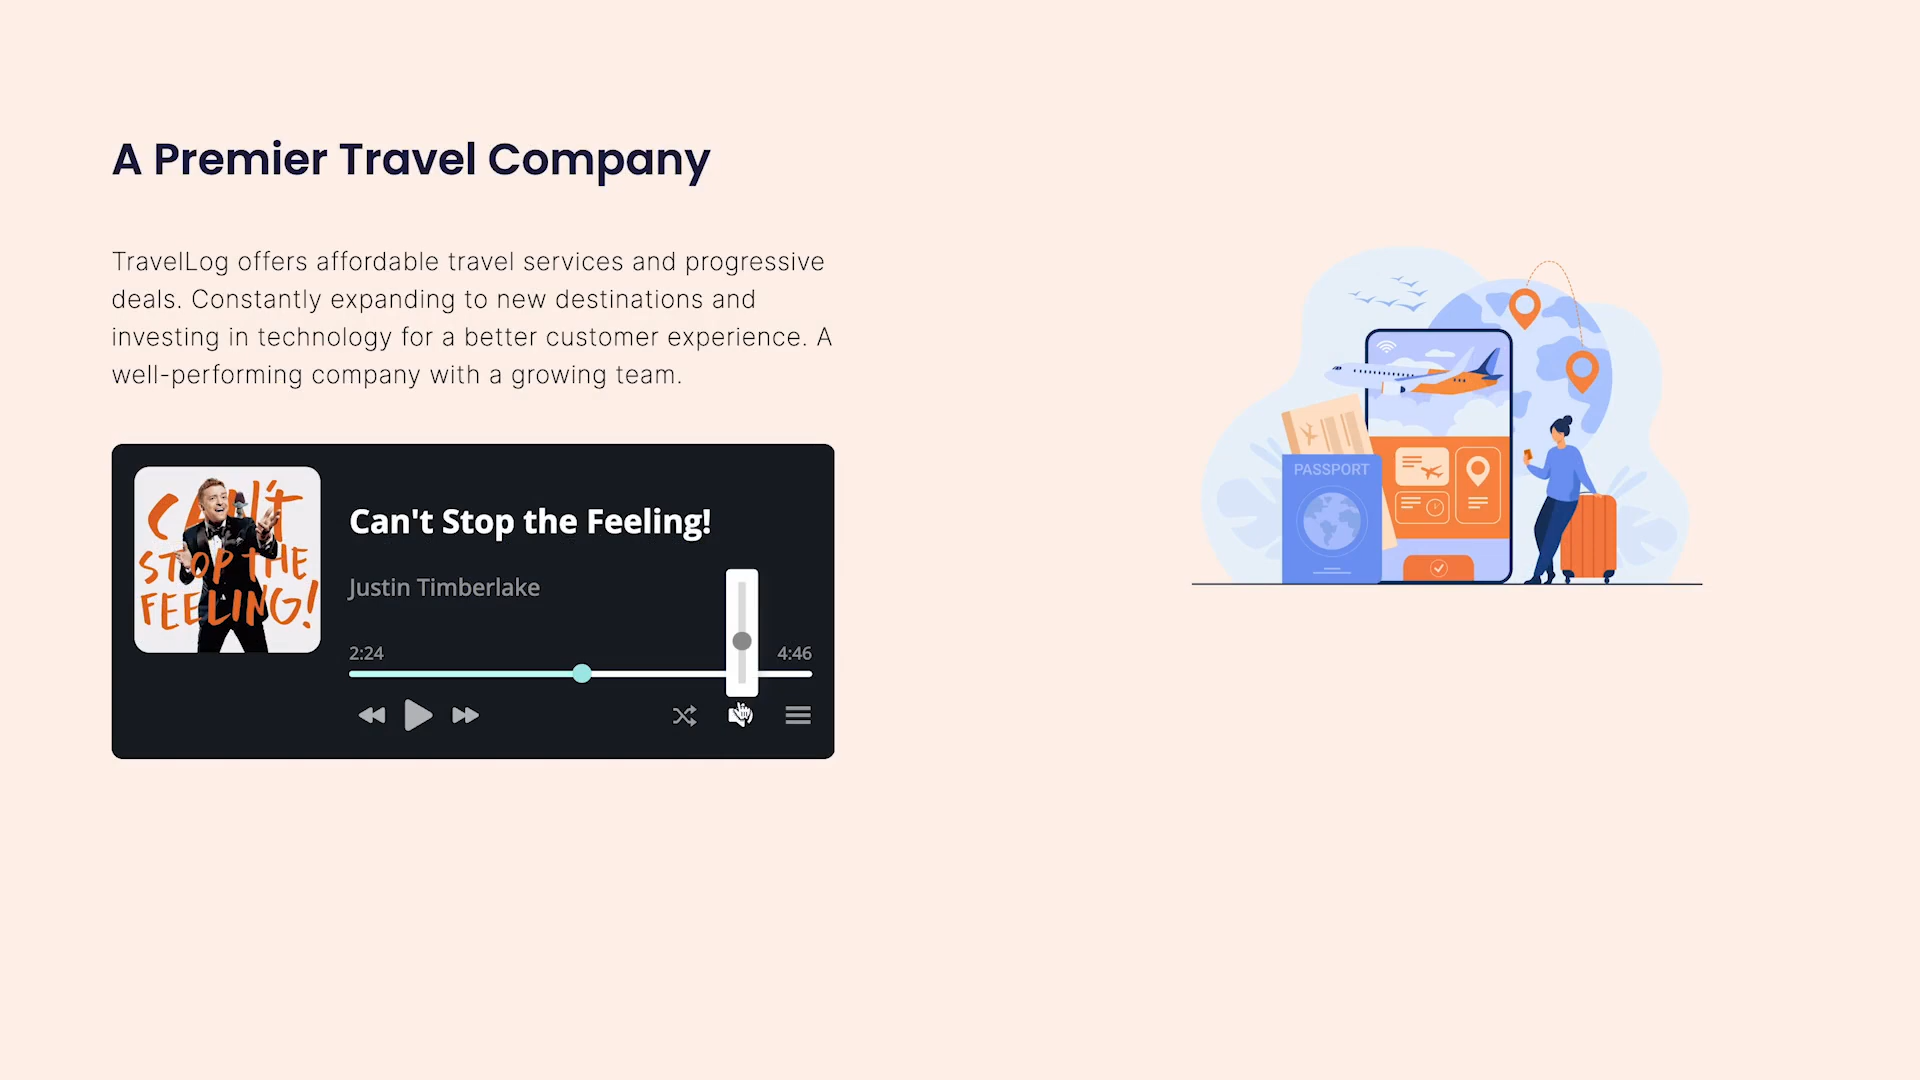 A Premier Travel Company
TravelLog offers affordable travel services and progressive
deals. Constantly expanding to new destinations and
investing in technology for a better customer experience. A
well-performing company with a growing team.
CAN'T
STOP THE
FEELING!
Can't Stop the Feeling!
Justin Timberlake
2:24
4:46
PASSPORT